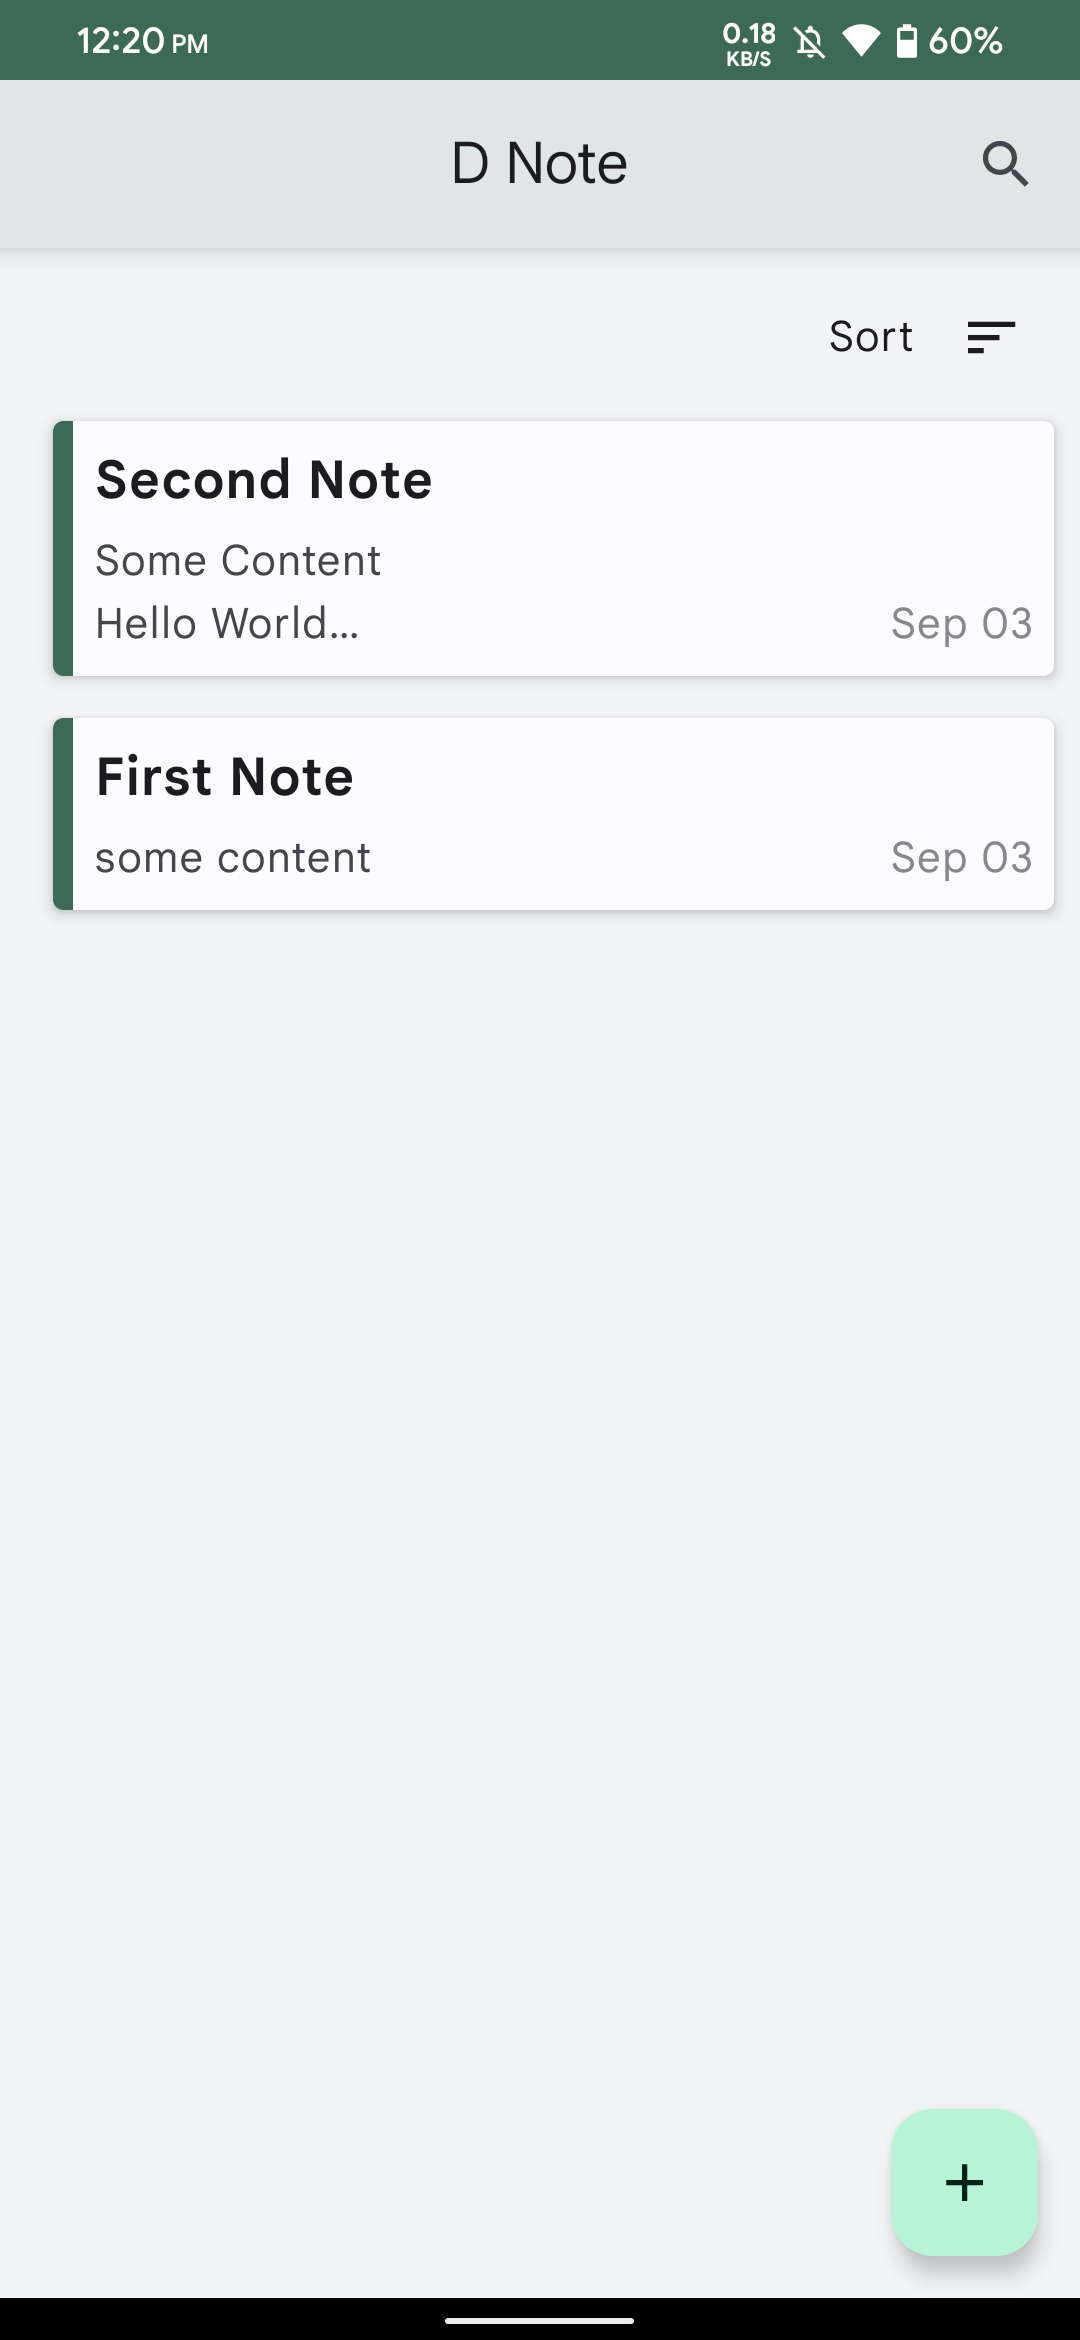 12:20 PM 0.18 KB/S 60%
D Note
Sort
Second Note
Some Content
Hello World... Sep 03
First Note
some content Sep 03